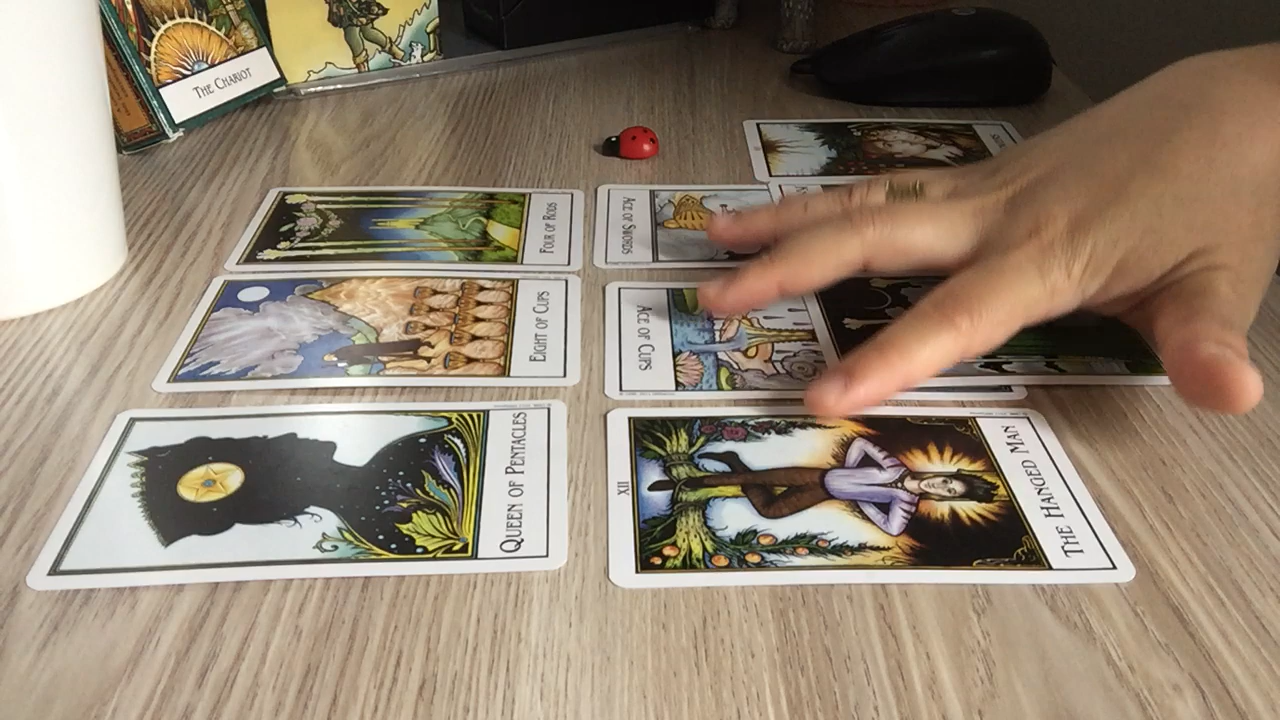 THE CHARIOT
FOUR OF RODS
ACE OF SWORDS
EIGHT OF CUPS
ACE OF CUPS
QUEEN OF PENTACLES
XII
THE HANGED MAN